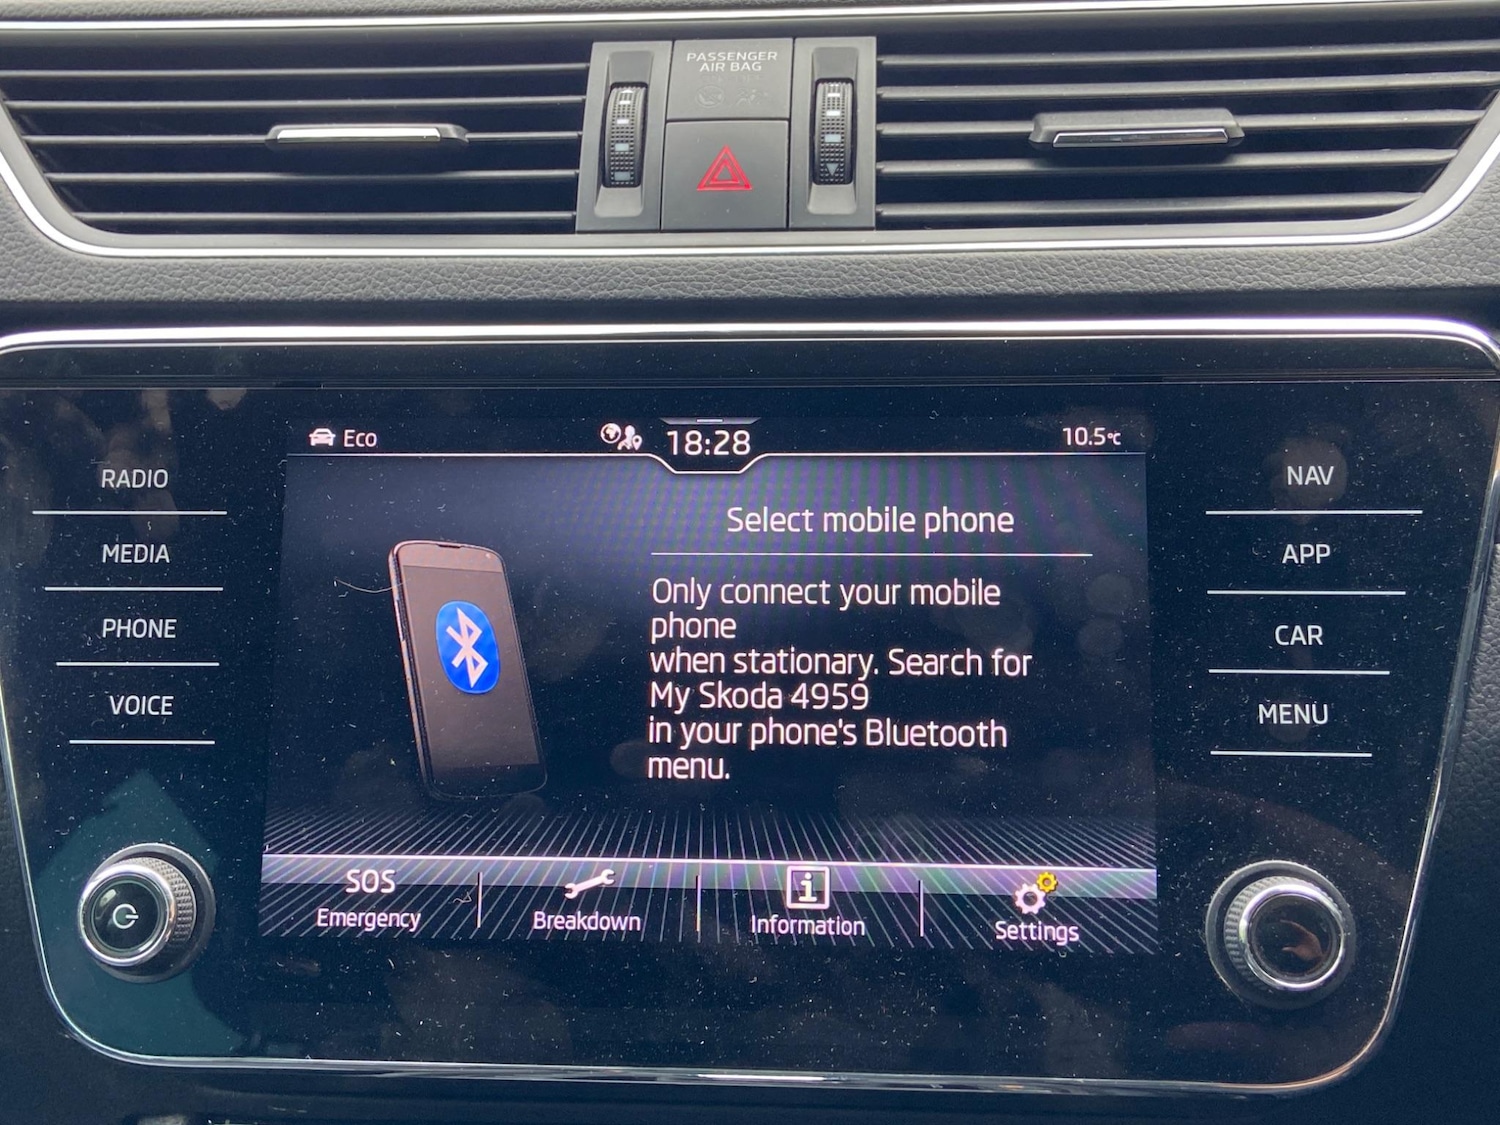 PASSENGER
AIR BAG
Eco
18:28
10.5°C
RADIO
MEDIA
PHONE
VOICE
Select mobile phone
Only connect your mobile
phone
when stationary. Search for
My Skoda 4959
in your phone's Bluetooth
menu.
NAV
APP
CAR
MENU
SOS
Emergency
Breakdown
i
Information
Settings